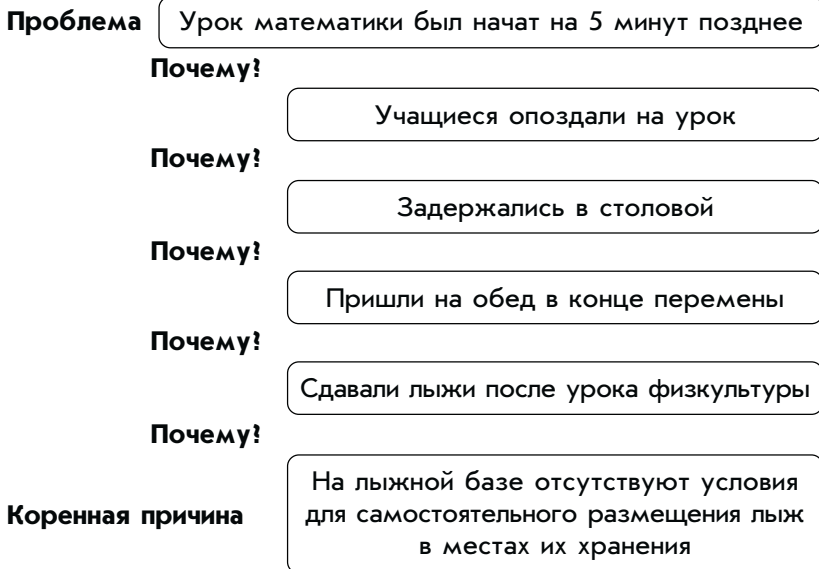 Проблема Урок математики был начат на 5 минут позднее
Почему?
Учащиеся опоздали на урок
Почему?
Задержались в столовой
Почему?
Пришли на обед в конце перемены
Почему?
Сдавали лыжи после урока физкультуры
Почему?
Коренная причина
На лыжной базе отсутствуют условия
для самостоятельного размещения лыж
в местах их хранения